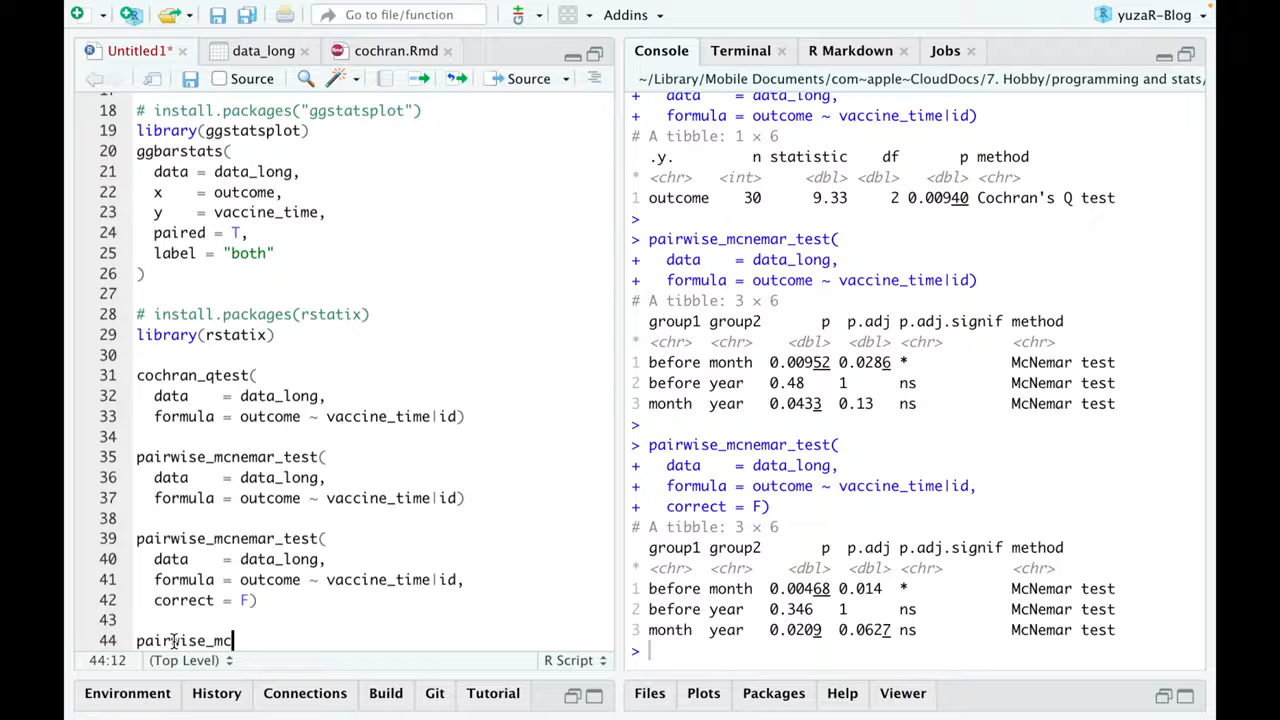 Go to file/function
Addins
yuzaR-Blog
Untitled1*
data_long
cochran.Rmd
Source
Source
17
18 # install.packages("ggstatsplot")
19 library(ggstatsplot)
20 ggbarstats(
21 data = data_long,
22 x = outcome,
23 y = vaccine_time,
24 paired = T,
25 label = "both"
26 )
27
28 # install.packages(rstatix)
29 library(rstatix)
30
31 cochran_qtest(
32 data = data_long,
33 formula = outcome ~ vaccine_time|id)
34
35 pairwise_mcnemar_test(
36 data = data_long,
37 formula = outcome ~ vaccine_time|id)
38
39 pairwise_mcnemar_test(
40 data = data_long,
41 formula = outcome ~ vaccine_time|id,
42 correct = F)
43
44 pairwise_mc
44:12 (Top Level) R Script
Environment History Connections Build Git Tutorial
Console Terminal R Markdown Jobs
~/Library/Mobile Documents/com~apple~CloudDocs/7. Hobby/programming and stats/
+ data = data_long,
+ formula = outcome ~ vaccine_time|id)
# A tibble: 1 × 6
.y. n statistic df p method
* <chr> <int> <dbl> <dbl> <dbl> <chr>
1 outcome 30 9.33 2 0.00940 Cochran's Q test
>
> pairwise_mcnemar_test(
+ data = data_long,
+ formula = outcome ~ vaccine_time|id)
# A tibble: 3 × 6
group1 group2 p p.adj p.adj.signif method
* <chr> <chr> <dbl> <dbl> <chr> <chr>
1 before month 0.00952 0.0286 * McNemar test
2 before year 0.48 1 ns McNemar test
3 month year 0.0433 0.13 ns McNemar test
>
> pairwise_mcnemar_test(
+ data = data_long,
+ formula = outcome ~ vaccine_time|id,
+ correct = F)
# A tibble: 3 × 6
group1 group2 p p.adj p.adj.signif method
* <chr> <chr> <dbl> <dbl> <chr> <chr>
1 before month 0.00468 0.014 * McNemar test
2 before year 0.346 1 ns McNemar test
3 month year 0.0209 0.0627 ns McNemar test
>
Files Plots Packages Help Viewer